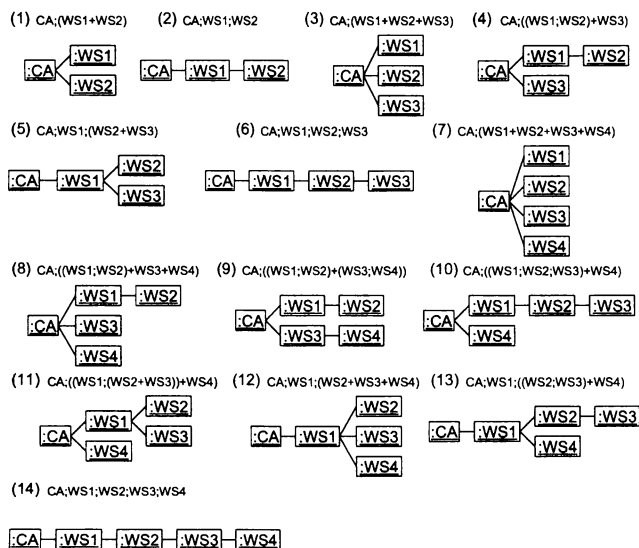 (1) CA;(WS1+WS2)
:CA
:WS1
:WS2
(2) CA;WS1;WS2
:CA :WS1 :WS2
(3) CA;(WS1+WS2+WS3)
:WS1
:CA :WS2
:WS3
(4) CA;((WS1;WS2)+WS3)
:WS1 :WS2
:CA
:WS3
(5) CA;WS1;(WS2+WS3)
:WS2
:CA :WS1
:WS3
(6) CA;WS1;WS2;WS3
:CA :WS1 :WS2 :WS3
(7) CA;(WS1+WS2+WS3+WS4)
:WS1
:WS2
:CA
:WS3
:WS4
(8) CA;((WS1;WS2)+WS3+WS4)
:WS1 :WS2
:CA :WS3
:WS4
(9) CA;((WS1;WS2)+(WS3;WS4))
:WS1 :WS2
:CA
:WS3 :WS4
(10) CA;((WS1;WS2;WS3)+WS4)
:WS1 :WS2 :WS3
:CA
:WS4
(11) CA;((WS1;(WS2+WS3))+WS4)
:WS2
:WS1
:CA :WS3
:WS4
(12) CA;WS1;(WS2+WS3+WS4)
:WS2
:CA :WS1 :WS3
:WS4
(13) CA;WS1;((WS2;WS3)+WS4)
:WS2 :WS3
:CA :WS1
:WS4
(14) CA;WS1;WS2;WS3;WS4
:CA :WS1 :WS2 :WS3 :WS4